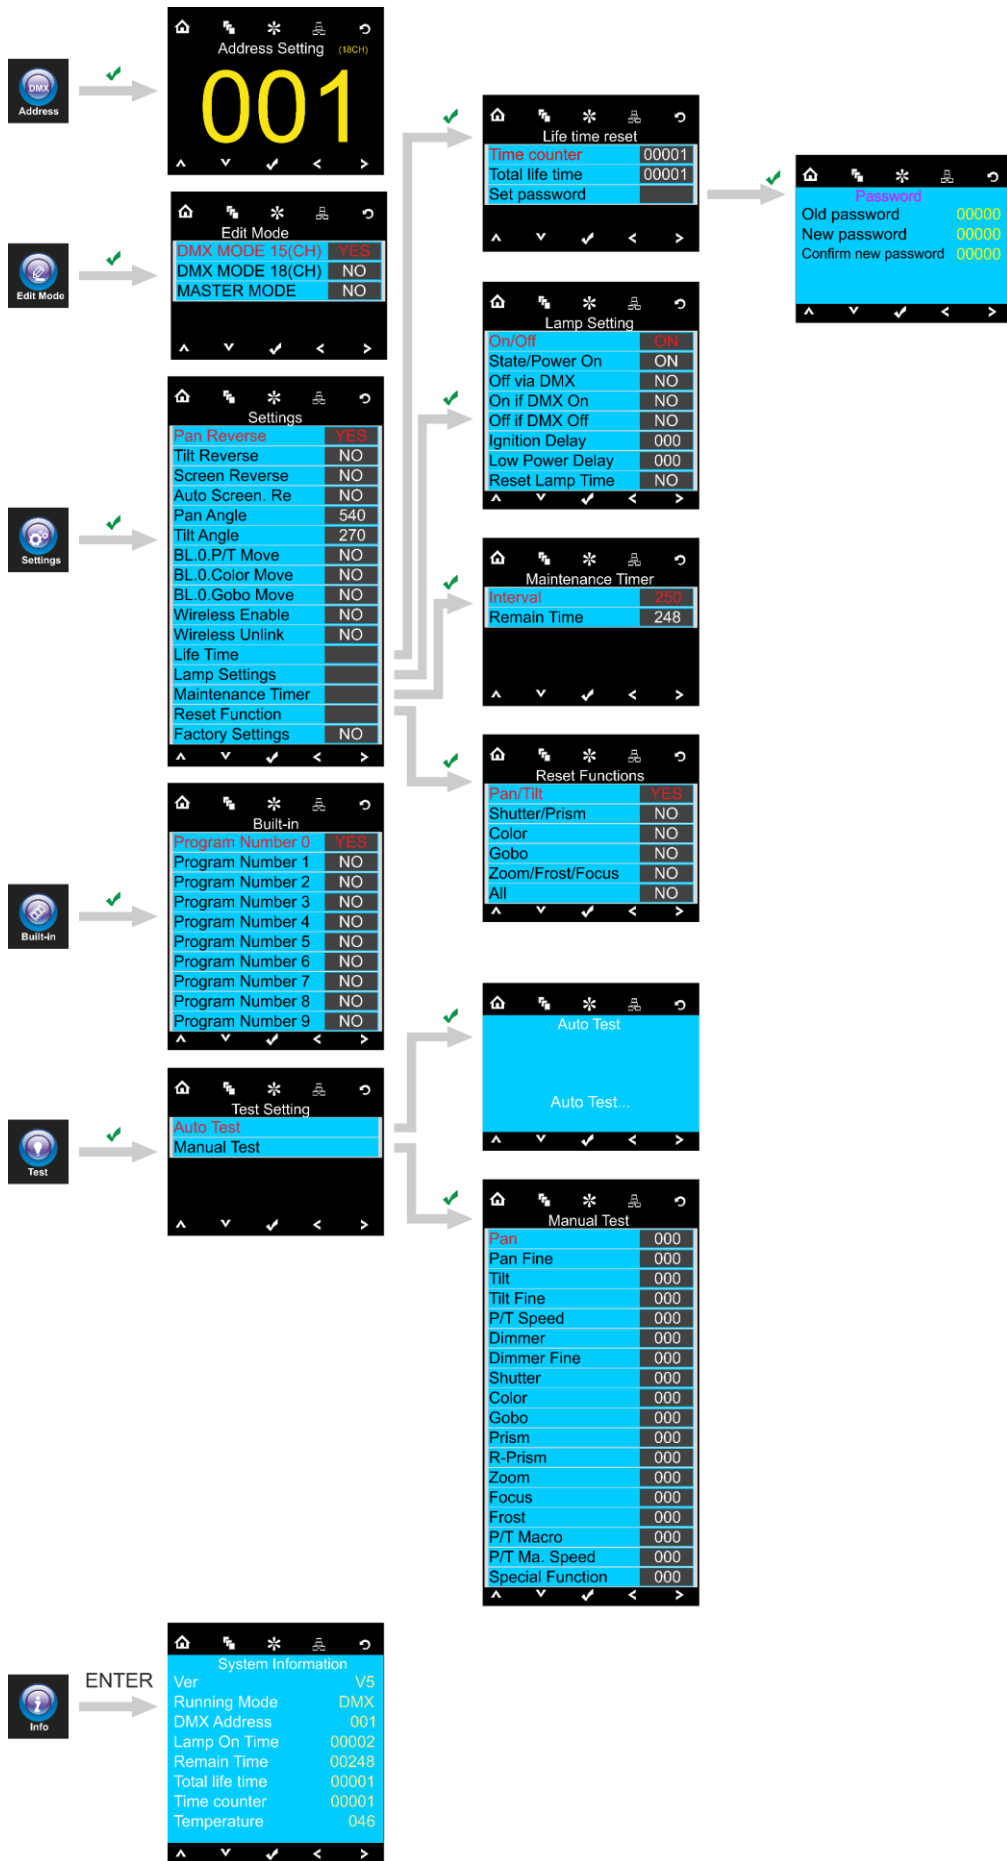 DMX
Address
Address Setting (18CH)
001
Edit Mode
Edit Mode
DMX MODE 15(CH) YES
DMX MODE 18(CH) NO
MASTER MODE NO
Settings
Settings
Pan Reverse YES
Tilt Reverse NO
Screen Reverse NO
Auto Screen. Re NO
Pan Angle 540
Tilt Angle 270
BL.0.P/T Move NO
BL.0.Color Move NO
BL.0.Gobo Move NO
Wireless Enable NO
Wireless Unlink NO
Life Time
Lamp Settings
Maintenance Timer
Reset Function
Factory Settings NO
Life time reset
Time counter 00001
Total life time 00001
Set password
Password
Old password 00000
New password 00000
Confirm new password 00000
Lamp Setting
On/Off ON
State/Power On ON
Off via DMX NO
On if DMX On NO
Off if DMX Off NO
Ignition Delay 000
Low Power Delay 000
Reset Lamp Time NO
Maintenance Timer
Interval 250
Remain Time 248
Reset Functions
Pan/Tilt YES
Shutter/Prism NO
Color NO
Gobo NO
Zoom/Frost/Focus NO
All NO
Built-in
Built-in
Program Number 0 YES
Program Number 1 NO
Program Number 2 NO
Program Number 3 NO
Program Number 4 NO
Program Number 5 NO
Program Number 6 NO
Program Number 7 NO
Program Number 8 NO
Program Number 9 NO
Test
Test Setting
Auto Test
Manual Test
Auto Test
Auto Test...
Manual Test
Pan 000
Pan Fine 000
Tilt 000
Tilt Fine 000
P/T Speed 000
Dimmer 000
Dimmer Fine 000
Shutter 000
Color 000
Gobo 000
Prism 000
R-Prism 000
Zoom 000
Focus 000
Frost 000
P/T Macro 000
P/T Ma. Speed 000
Special Function 000
Info
ENTER
System Information
Ver V5
Running Mode DMX
DMX Address 001
Lamp On Time 00002
Remain Time 00248
Total life time 00001
Time counter 00001
Temperature 046